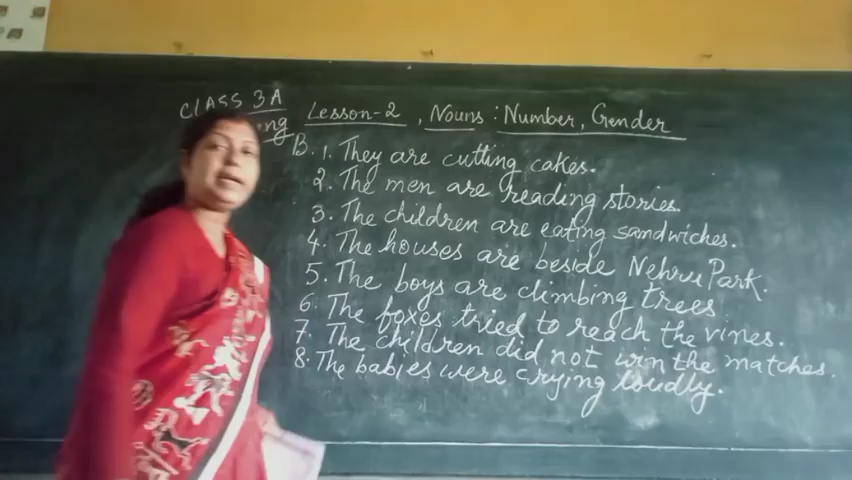 CLASS 3A
Lesson-2, Nouns: Number, Gender
B. 1. They are cutting cakes.
2. The men are reading stories.
3. The children are eating sandwiches.
4. The houses are beside Nehru Park.
5. The boys are climbing trees
6. The foxes tried to reach the vines.
7. The children did not win the matches.
8. The babies were crying loudly.